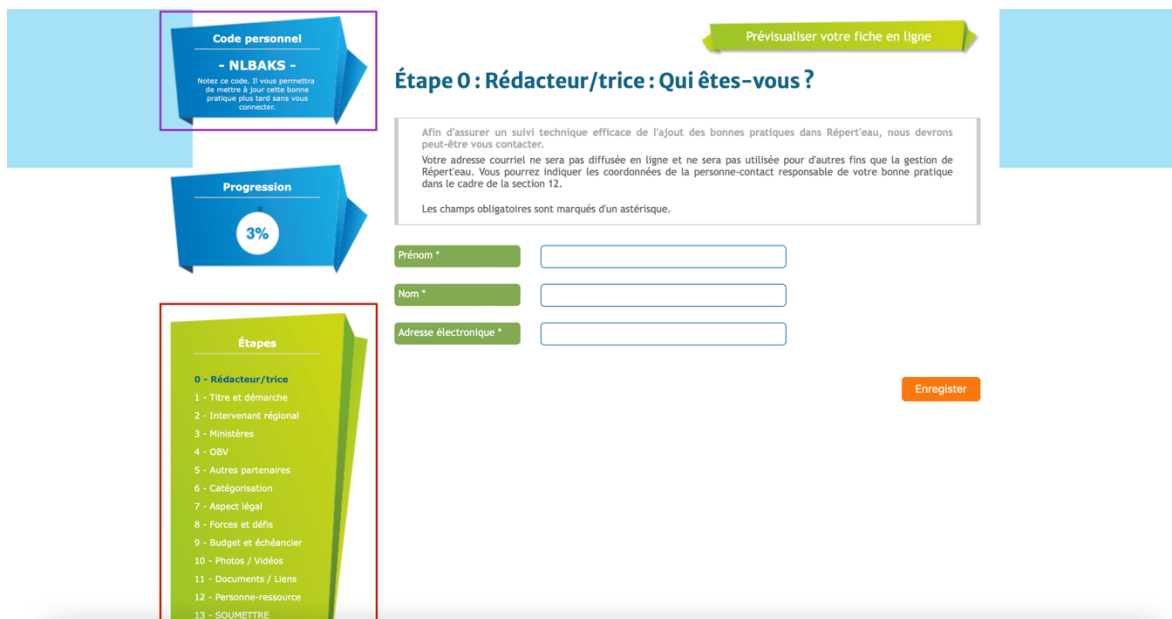 Code personnel
- NLBAKS -
Notez ce code. Il vous permettra
de mettre à jour cette bonne
pratique plus tard sans vous
connecter.
Progression
3%
Étapes
0 - Rédacteur/trice
1 - Titre et démarche
2 - Intervenant régional
3 - Ministères
4 - OBV
5 - Autres partenaires
6 - Catégorisation
7 - Aspect légal
8 - Forces et défis
9 - Budget et échéancier
10 - Photos / Vidéos
11 - Documents / Liens
12 - Personne-ressource
13 - SOUMETTRE
Prévisualiser votre fiche en ligne
Étape 0 : Rédacteur/trice : Qui êtes-vous ?
Afin d'assurer un suivi technique efficace de l'ajout des bonnes pratiques dans Répert'eau, nous devrons
peut-être vous contacter.
Votre adresse courriel ne sera pas diffusée en ligne et ne sera pas utilisée pour d'autres fins que la gestion de
Répert'eau. Vous pourrez indiquer les coordonnées de la personne-contact responsable de votre bonne pratique
dans le cadre de la section 12.
Les champs obligatoires sont marqués d'un astérisque.
Prénom *
Nom *
Adresse électronique *
Enregister